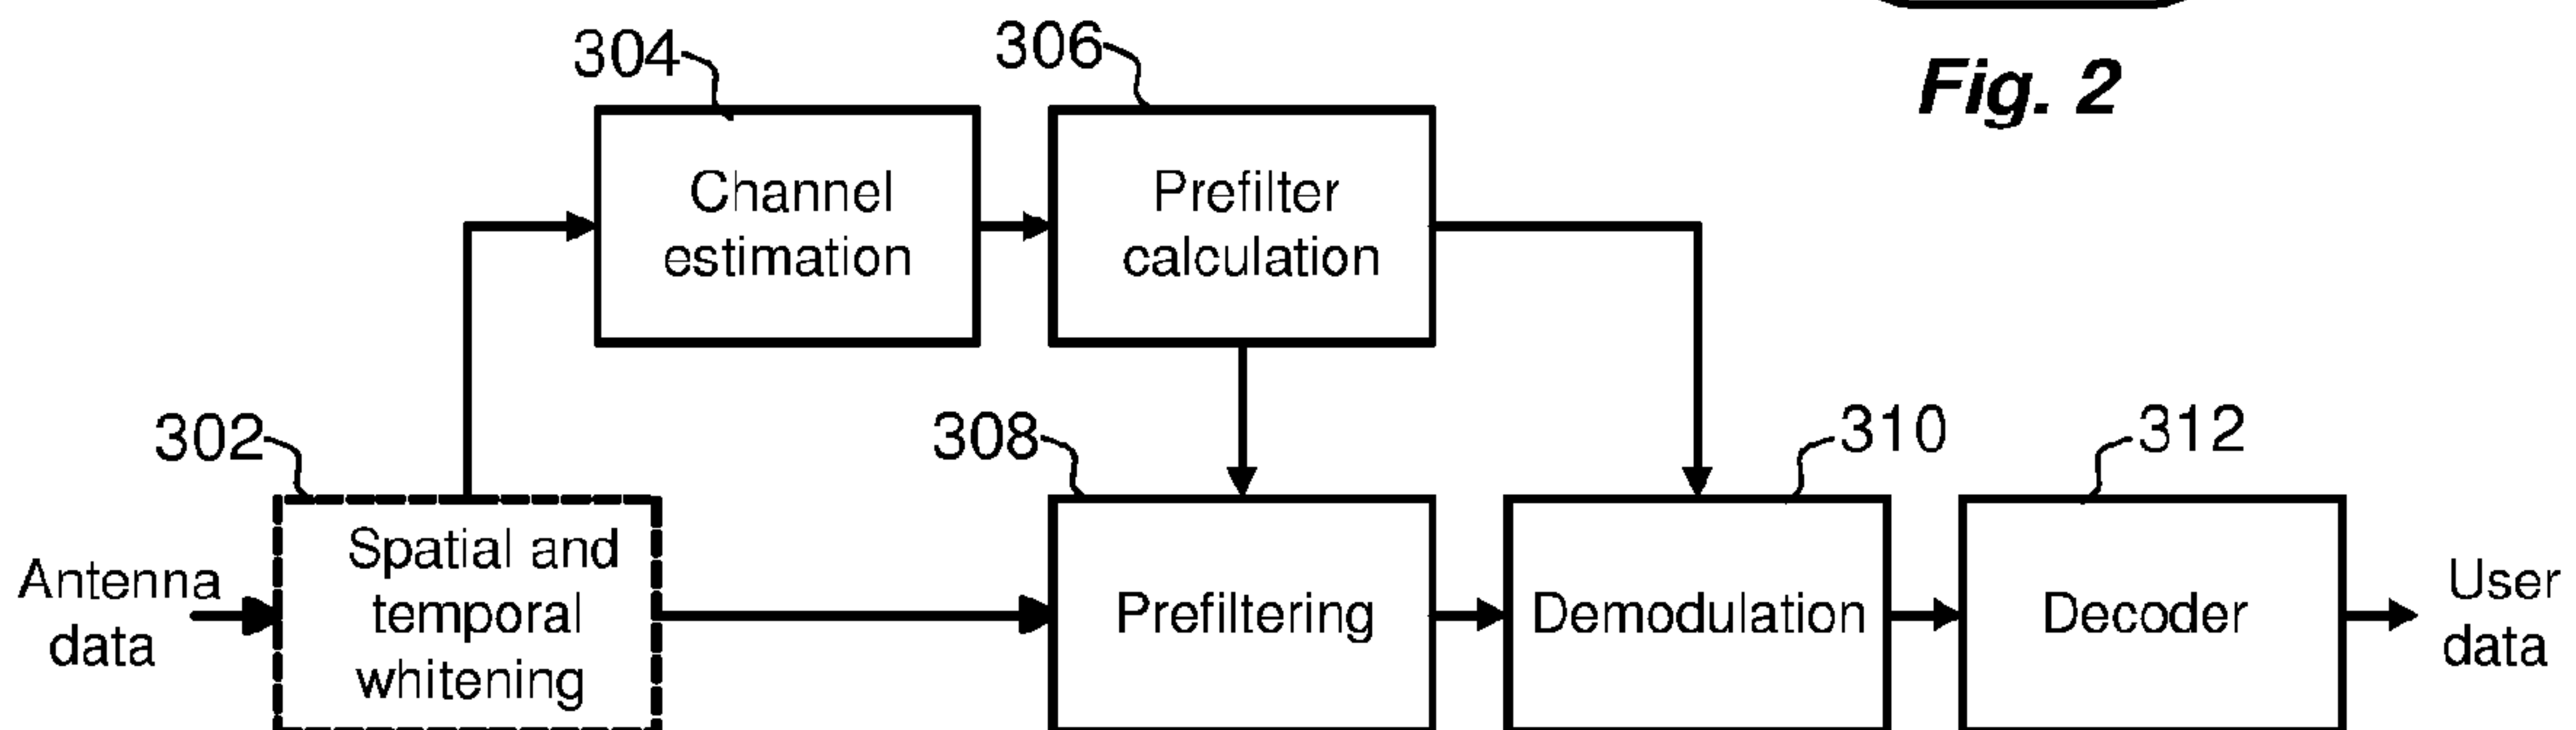 Fig. 2
304
306
Channel
estimation
Prefilter
calculation
302
308
310
312
Antenna
data
Spatial and
temporal
whitening
Prefiltering
Demodulation
Decoder
User
data